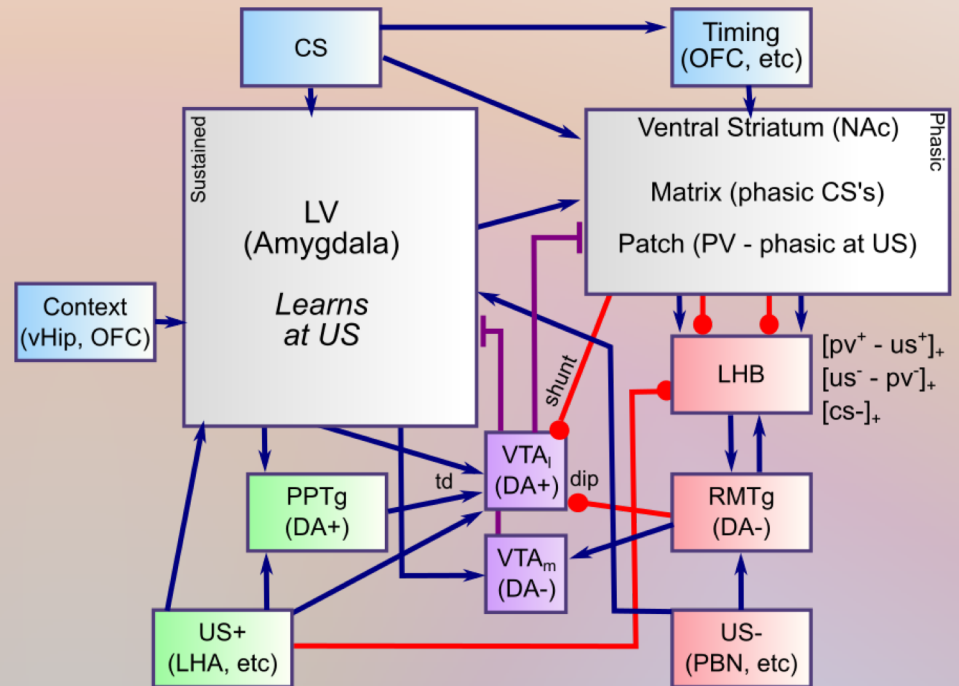 CS
Timing
(OFC, etc)
Sustained
LV
(Amygdala)
Learns
at US
Phasic
Ventral Striatum (NAc)
Matrix (phasic CS's)
Patch (PV - phasic at US)
Context
(vHip, OFC)
shunt
LHB
[pv⁺ - us⁺]₊
[us⁻ - pv⁻]₊
[cs-]₊
PPTg
(DA+)
td
VTAₗ
(DA+)
dip
RMTg
(DA-)
VTAₘ
(DA-)
US+
(LHA, etc)
US-
(PBN, etc)